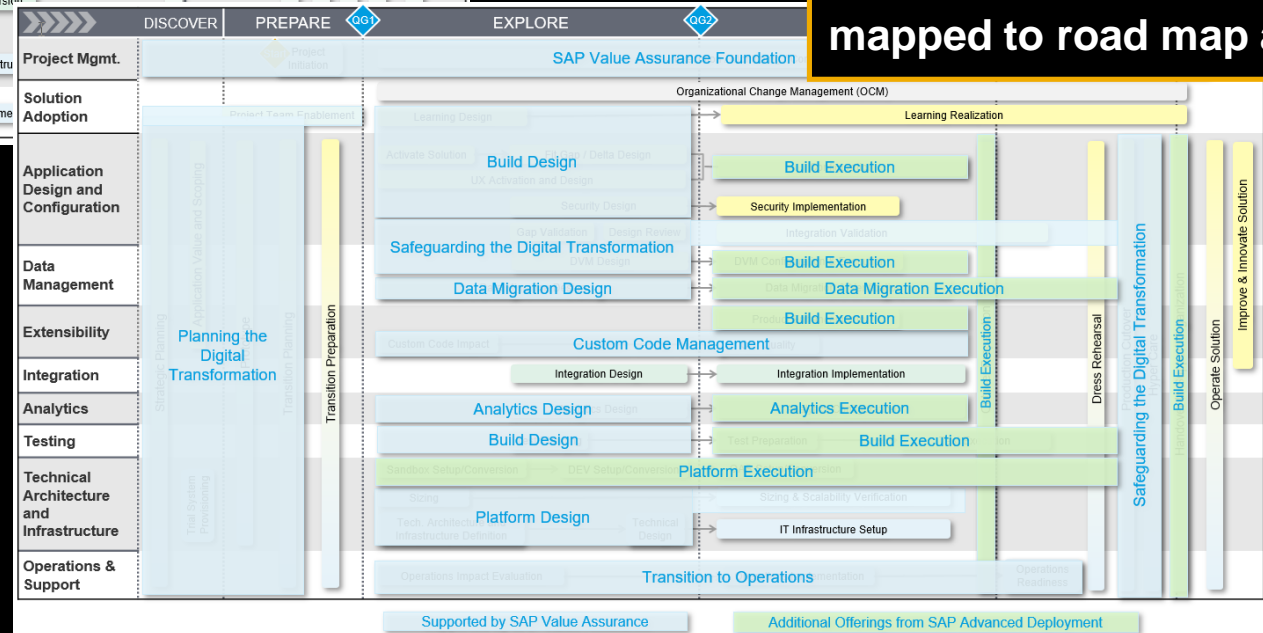 mapped to road map a
DISCOVER
PREPARE
QG1
EXPLORE
QG2
Project Mgmt.
Project
Initiation
SAP Value Assurance Foundation
Solution
Adoption
Organizational Change Management (OCM)
Project Team Enablement
Learning Design
Learning Realization
Application
Design and
Configuration
Activate Solution
Fit-Gap / Delta Design
Build Design
UX Activation and Design
Build Execution
Security Design
Security Implementation
Gap Validation
Design Review
Integration Validation
Safeguarding the Digital Transformation
Data
Management
DVM Design
Build Execution
Data Migration Design
Data Migration Execution
Extensibility
Build Execution
Custom Code Impact
Custom Code Management
Planning the
Digital
Transformation
Integration
Integration Design
Integration Implementation
Analytics
Analytics Design
Analytics Execution
Testing
Build Design
Test Preparation
Build Execution
Technical
Architecture
and
Infrastructure
Sandbox Setup/Conversion
DEV Setup/Conversion
Platform Execution
Sizing
Sizing & Scalability Verification
Platform Design
Tech. Architecture
Infrastructure Definition
Technical
Design
IT Infrastructure Setup
Operations &
Support
Operations Impact Evaluation
Transition to Operations
Operations
Readiness
Strategic Planning
Application Value and Scoping
Transition Planning
Trial System
Provisioning
Transition Preparation
Build Execution
Dress Rehearsal
Safeguarding the Digital Transformation
Production Cutover
Hyper Care
Build Execution
Operate Solution
Improve & Innovate Solution
Supported by SAP Value Assurance
Additional Offerings from SAP Advanced Deployment